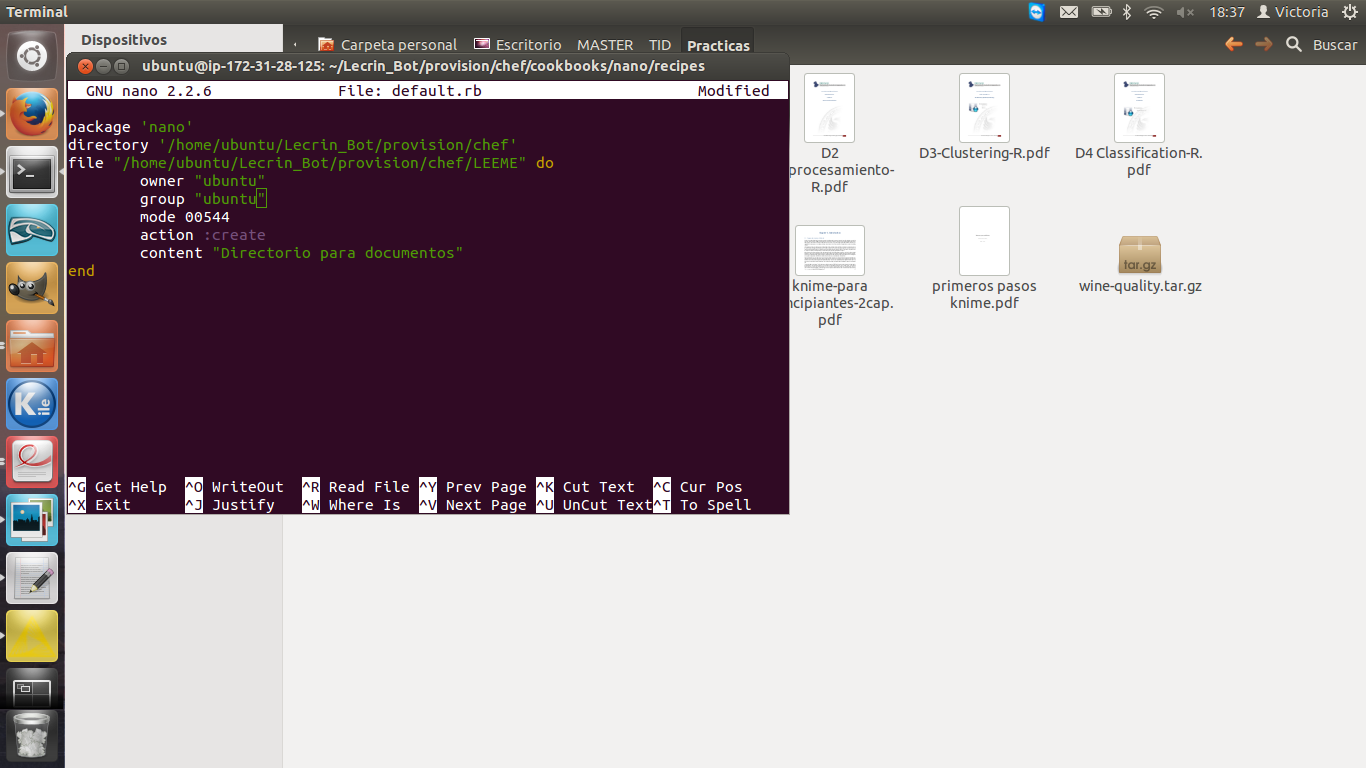 Terminal
18:37
Victoria
Dispositivos
Carpeta personal
Escritorio
MASTER
TID
Practicas
Buscar
ubuntu@ip-172-31-28-125: ~/Lecrin_Bot/provision/chef/cookbooks/nano/recipes
GNU nano 2.2.6 File: default.rb Modified
package 'nano'
directory '/home/ubuntu/Lecrin_Bot/provision/chef'
file "/home/ubuntu/Lecrin_Bot/provision/chef/LEEME" do
owner "ubuntu"
group "ubuntu"
mode 00544
action :create
content "Directorio para documentos"
end
^G Get Help ^O WriteOut ^R Read File ^Y Prev Page ^K Cut Text ^C Cur Pos
^X Exit ^J Justify ^W Where Is ^V Next Page ^U UnCut Text ^T To Spell
D2
procesamiento-
R.pdf
D3-Clustering-R.pdf
D4 Classification-R.
pdf
knime-para
ncipiantes-2cap.
pdf
primeros pasos
knime.pdf
tar.gz
wine-quality.tar.gz
K
ile